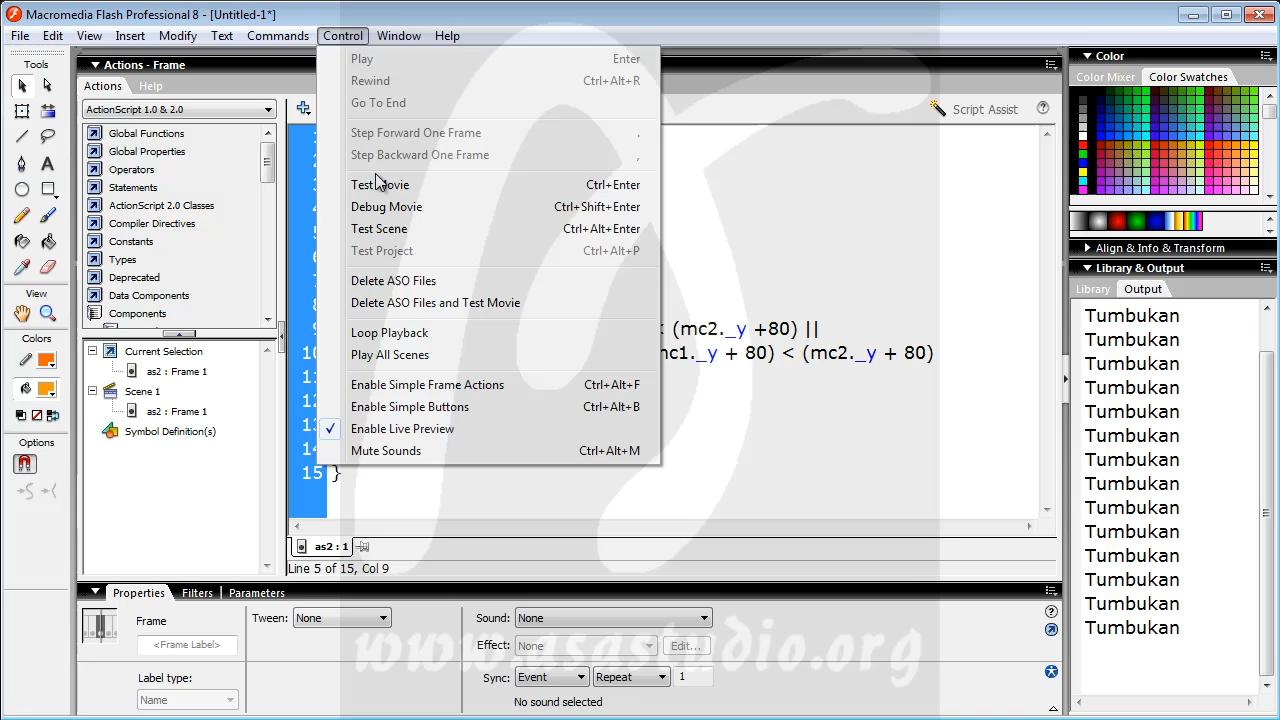 Macromedia Flash Professional 8 - [Untitled-1*]
File Edit View Insert Modify Text Commands Control Window Help
Tools
View
Colors
Options
Actions - Frame
Actions Help
ActionScript 1.0 & 2.0
Global Functions
Global Properties
Operators
Statements
ActionScript 2.0 Classes
Compiler Directives
Constants
Types
Deprecated
Data Components
Components
Current Selection
as2 : Frame 1
Scene 1
as2 : Frame 1
Symbol Definition(s)
Play Enter
Rewind Ctrl+Alt+R
Go To End
Step Forward One Frame .
Step Backward One Frame ,
Test Movie Ctrl+Enter
Debug Movie Ctrl+Shift+Enter
Test Scene Ctrl+Alt+Enter
Test Project Ctrl+Alt+P
Delete ASO Files
Delete ASO Files and Test Movie
Loop Playback
Play All Scenes
Enable Simple Frame Actions Ctrl+Alt+F
Enable Simple Buttons Ctrl+Alt+B
Enable Live Preview
Mute Sounds Ctrl+Alt+M
Script Assist
< (mc2._y +80) ||
mc1._y + 80) < (mc2._y + 80)
15 }
as2 : 1
Line 5 of 15, Col 9
Properties Filters Parameters
Frame
<Frame Label>
Label type:
Name
Tween: None
Sound: None
Effect: None Edit...
Sync: Event Repeat 1
No sound selected
www.asastudio.org
Color
Color Mixer Color Swatches
Align & Info & Transform
Library & Output
Library Output
Tumbukan
Tumbukan
Tumbukan
Tumbukan
Tumbukan
Tumbukan
Tumbukan
Tumbukan
Tumbukan
Tumbukan
Tumbukan
Tumbukan
Tumbukan
Tumbukan